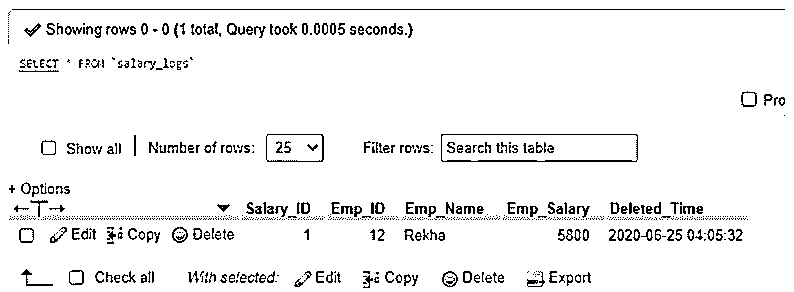 Showing rows 0 - 0 (1 total, Query took 0.0005 seconds.)
SELECT * FROM `salary_logs`
Pro
Show all Number of rows: 25 Filter rows: Search this table
+ Options
←T→ Salary_ID Emp_ID Emp_Name Emp_Salary Deleted_Time
Edit Copy Delete 1 12 Rekha 5800 2020-06-25 04:05:32
Check all With selected: Edit Copy Delete Export